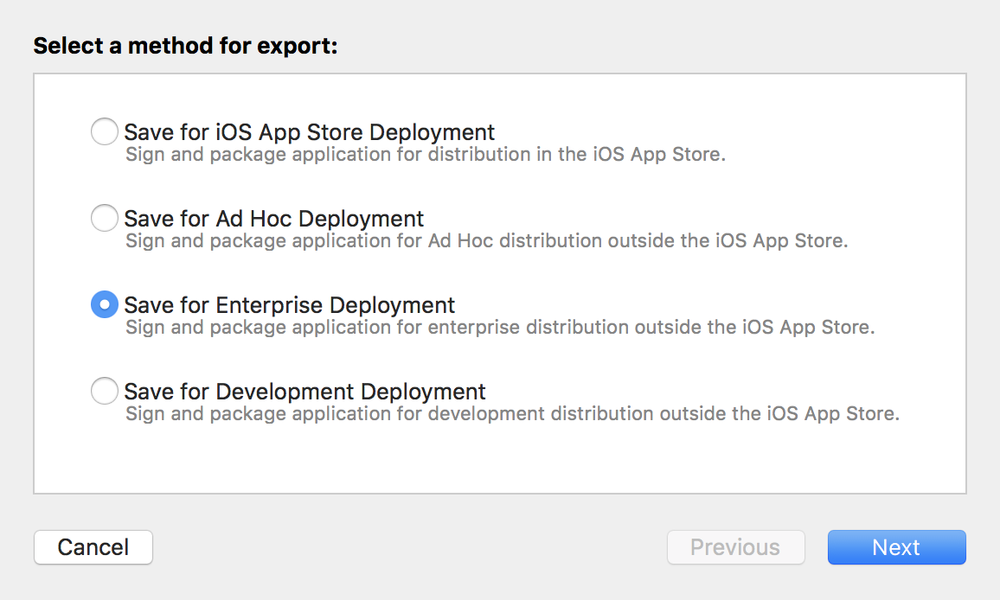 Select a method for export:
Save for iOS App Store Deployment
Sign and package application for distribution in the iOS App Store.
Save for Ad Hoc Deployment
Sign and package application for Ad Hoc distribution outside the iOS App Store.
Save for Enterprise Deployment
Sign and package application for enterprise distribution outside the iOS App Store.
Save for Development Deployment
Sign and package application for development distribution outside the iOS App Store.
Cancel
Previous
Next